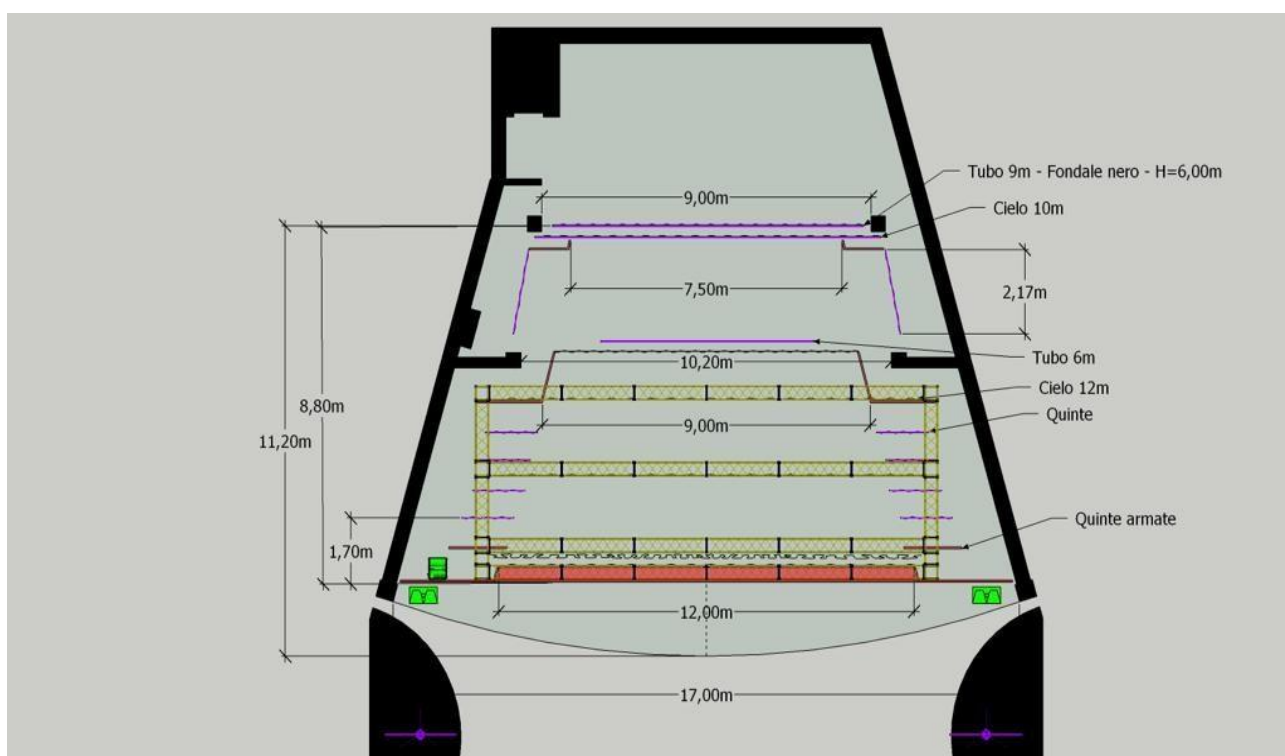 Tubo 9m - Fondale nero - H=6,00m
9,00m
Cielo 10m
7,50m
2,17m
Tubo 6m
10,20m
Cielo 12m
8,80m
Quinte
9,00m
11,20m
Quinte armate
1,70m
12,00m
17,00m